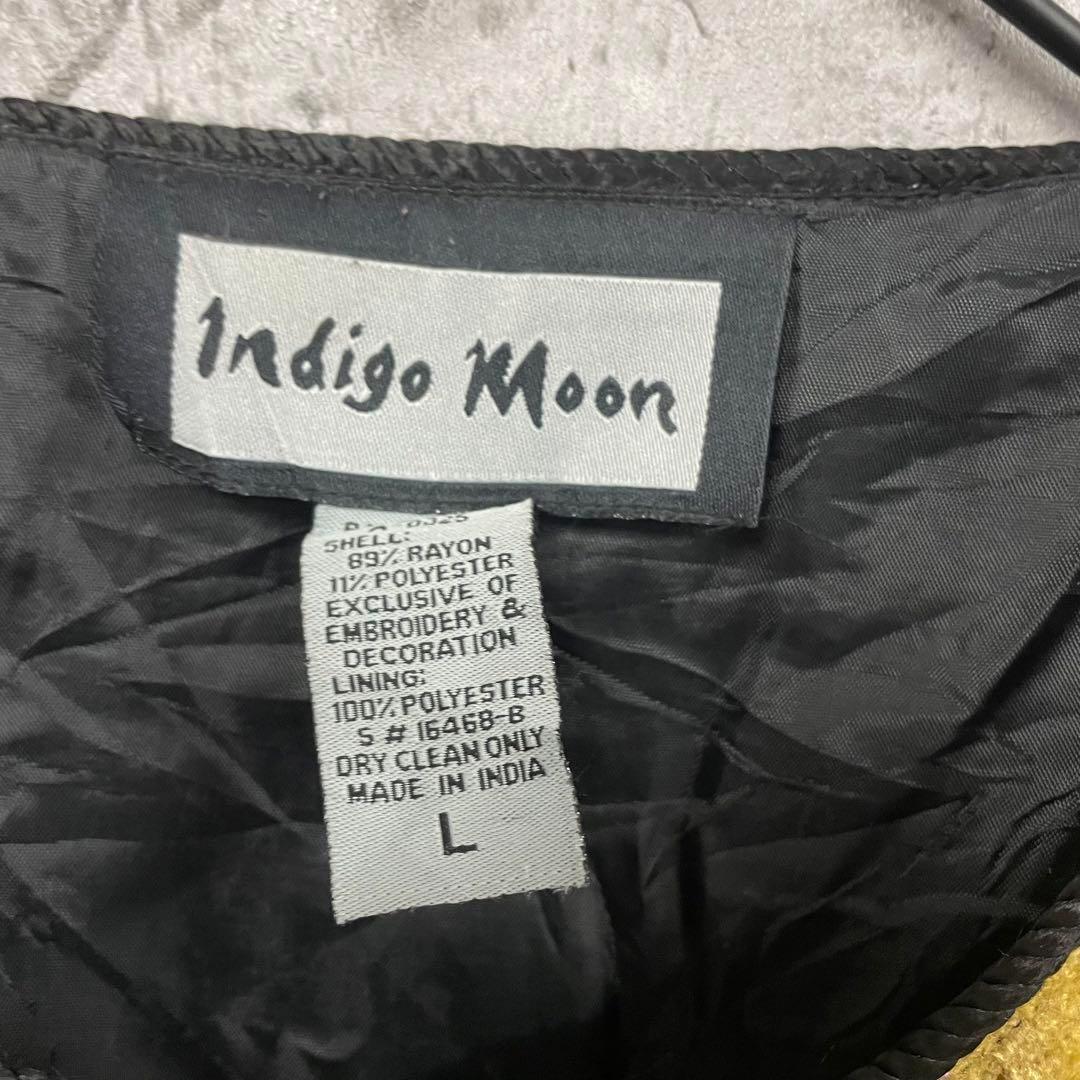 Indigo Moon
SHELL:
89% RAYON
11% POLYESTER
EXCLUSIVE OF
EMBROIDERY &
DECORATION
LINING:
100% POLYESTER
S # 16468-B
DRY CLEAN ONLY
MADE IN INDIA
L